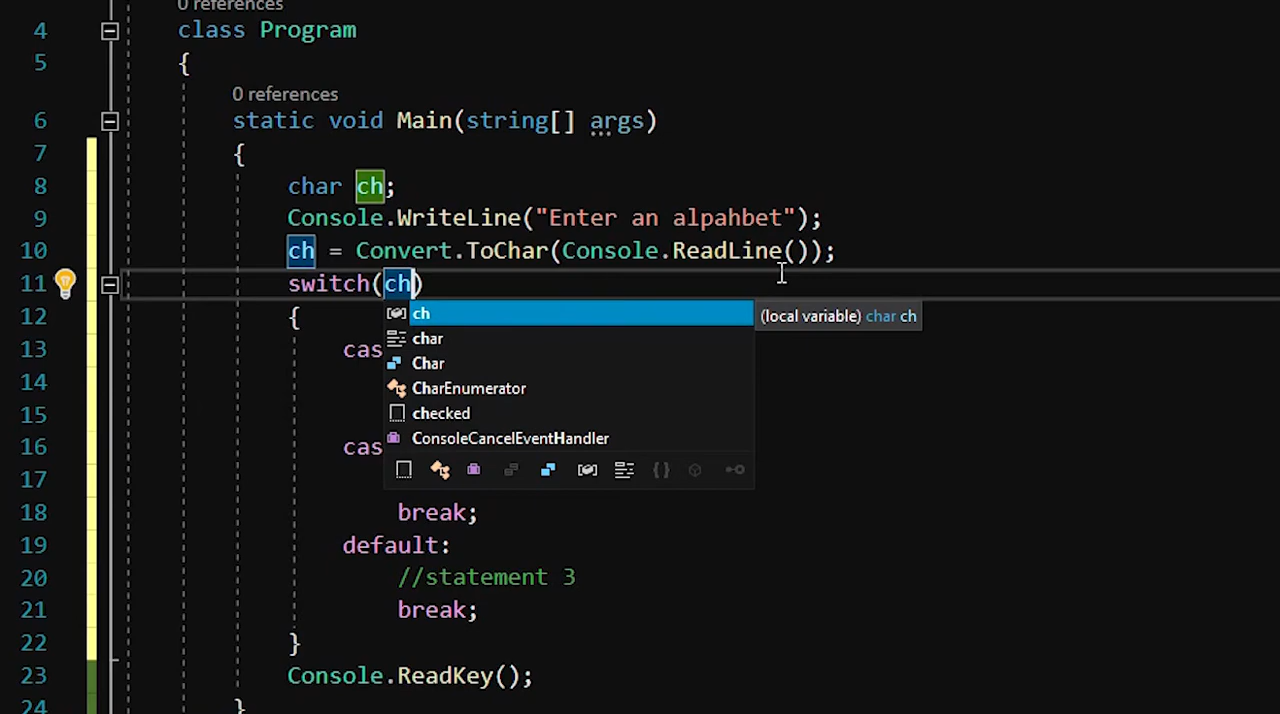 0 references
4 class Program
5 {
0 references
6 static void Main(string[] args)
7 {
8 char ch;
9 Console.WriteLine("Enter an alpahbet");
10 ch = Convert.ToChar(Console.ReadLine());
11 switch(ch)
12 {
ch
(local variable) char ch
char
13 cas
Char
14
CharEnumerator
15
checked
16 cas
ConsoleCancelEventHandler
17
18 break;
19 default:
20 //statement 3
21 break;
22 }
23 Console.ReadKey();
24 }